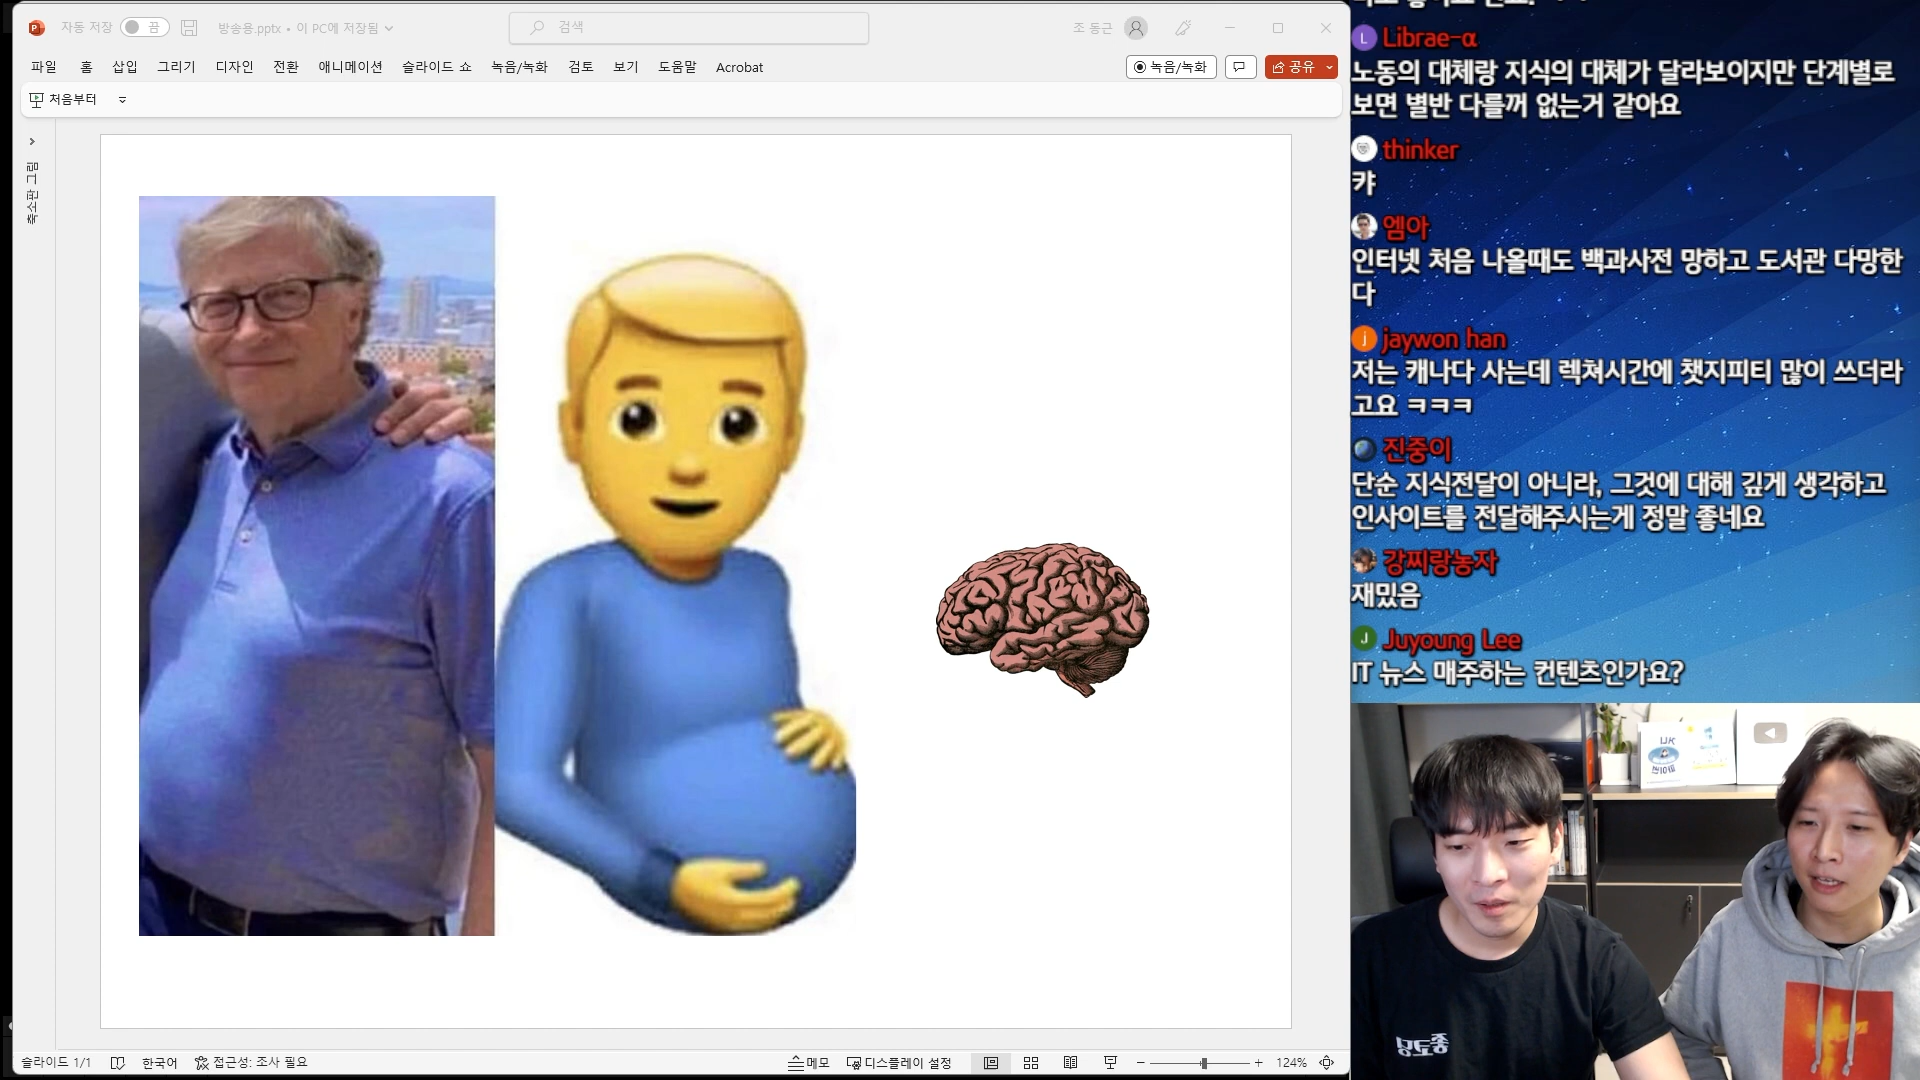 자동 저장
끔
방송용.pptx • 이 PC에 저장됨
검색
조 동근
파일
홈
삽입
그리기
디자인
전환
애니메이션
슬라이드 쇼
녹음/녹화
검토
보기
도움말
Acrobat
녹음/녹화
공유
처음부터
축소판 그림
슬라이드 1/1
한국어
접근성: 조사 필요
메모
디스플레이 설정
124%
Librae-α
노동의 대체랑 지식의 대체가 달라보이지만 단계별로
보면 별반 다를꺼 없는거 같아요
thinker
캬
엠아
인터넷 처음 나올때도 백과사전 망하고 도서관 다망한
다
jaywon han
저는 캐나다 사는데 렉쳐시간에 챗지피티 많이 쓰더라
고요 ㅋㅋㅋ
진중이
단순 지식전달이 아니라, 그것에 대해 깊게 생각하고
인사이트를 전달해주시는게 정말 좋네요
강찌랑농자
재밌음
Juyoung Lee
IT 뉴스 매주하는 컨텐츠인가요?